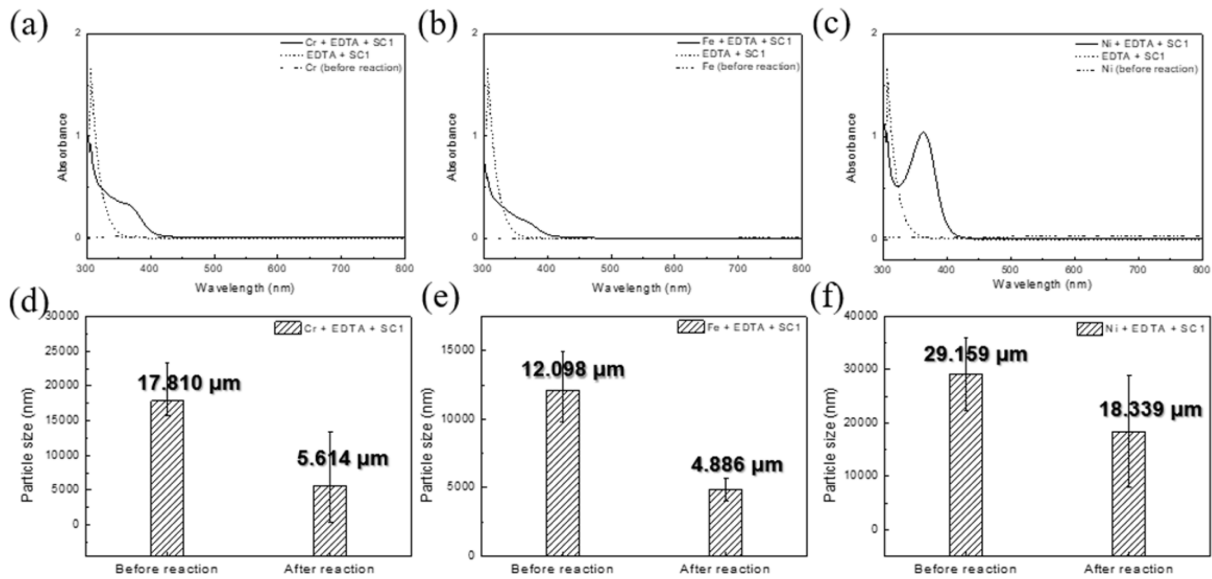 (a)
2
1
0
Absorbance
Cr + EDTA + SC1
EDTA + SC1
Cr (before reaction)
300 400 500 600 700 800
Wavelength (nm)
(b)
2
1
0
Absorbance
Fe + EDTA + SC1
EDTA + SC1
Fe (before reaction)
300 400 500 600 700 800
Wavelength (nm)
(c)
2
1
0
Absorbance
Ni + EDTA + SC1
EDTA + SC1
Ni (before reaction)
300 400 500 600 700 800
Wavelength (nm)
(d)
30000
25000
20000
15000
10000
5000
0
Particle size (nm)
Cr + EDTA + SC1
17.810 µm
5.614 µm
Before reaction After reaction
(e)
15000
10000
5000
0
Particle size (nm)
Fe + EDTA + SC1
12.098 µm
4.886 µm
Before reaction After reaction
(f)
40000
30000
20000
10000
0
Particle size (nm)
Ni + EDTA + SC1
29.159 µm
18.339 µm
Before reaction After reaction